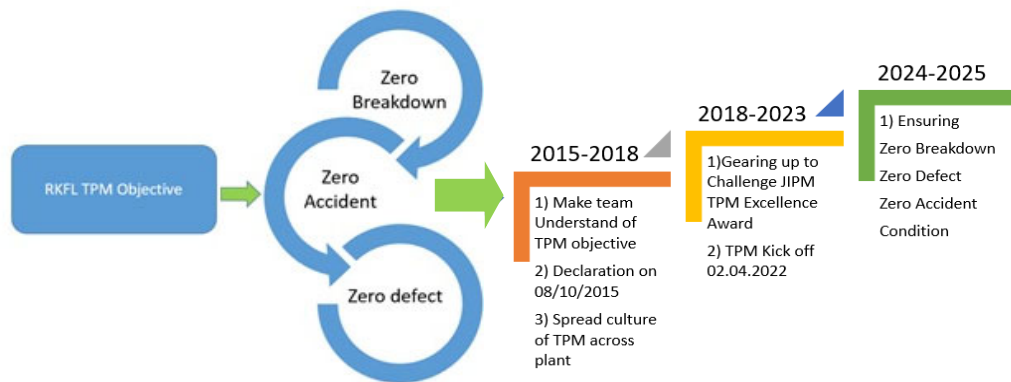 RKFL TPM Objective
Zero
Breakdown
Zero
Accident
Zero defect
2015-2018
1) Make team
Understand of
TPM objective
2) Declaration on
08/10/2015
3) Spread culture
of TPM across
plant
2018-2023
1)Gearing up to
Challenge JIPM
TPM Excellence
Award
2) TPM Kick off
02.04.2022
2024-2025
1) Ensuring
Zero Breakdown
Zero Defect
Zero Accident
Condition